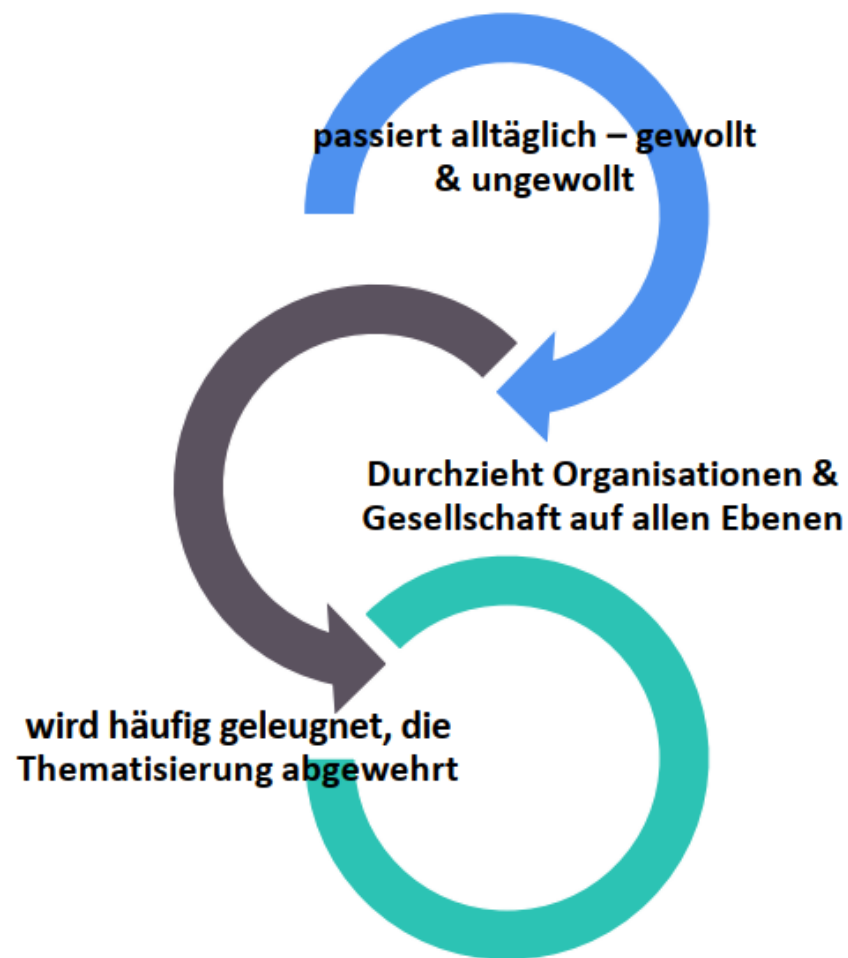 passiert alltäglich – gewollt
& ungewollt
Durchzieht Organisationen &
Gesellschaft auf allen Ebenen
wird häufig geleugnet, die
Thematisierung abgewehrt